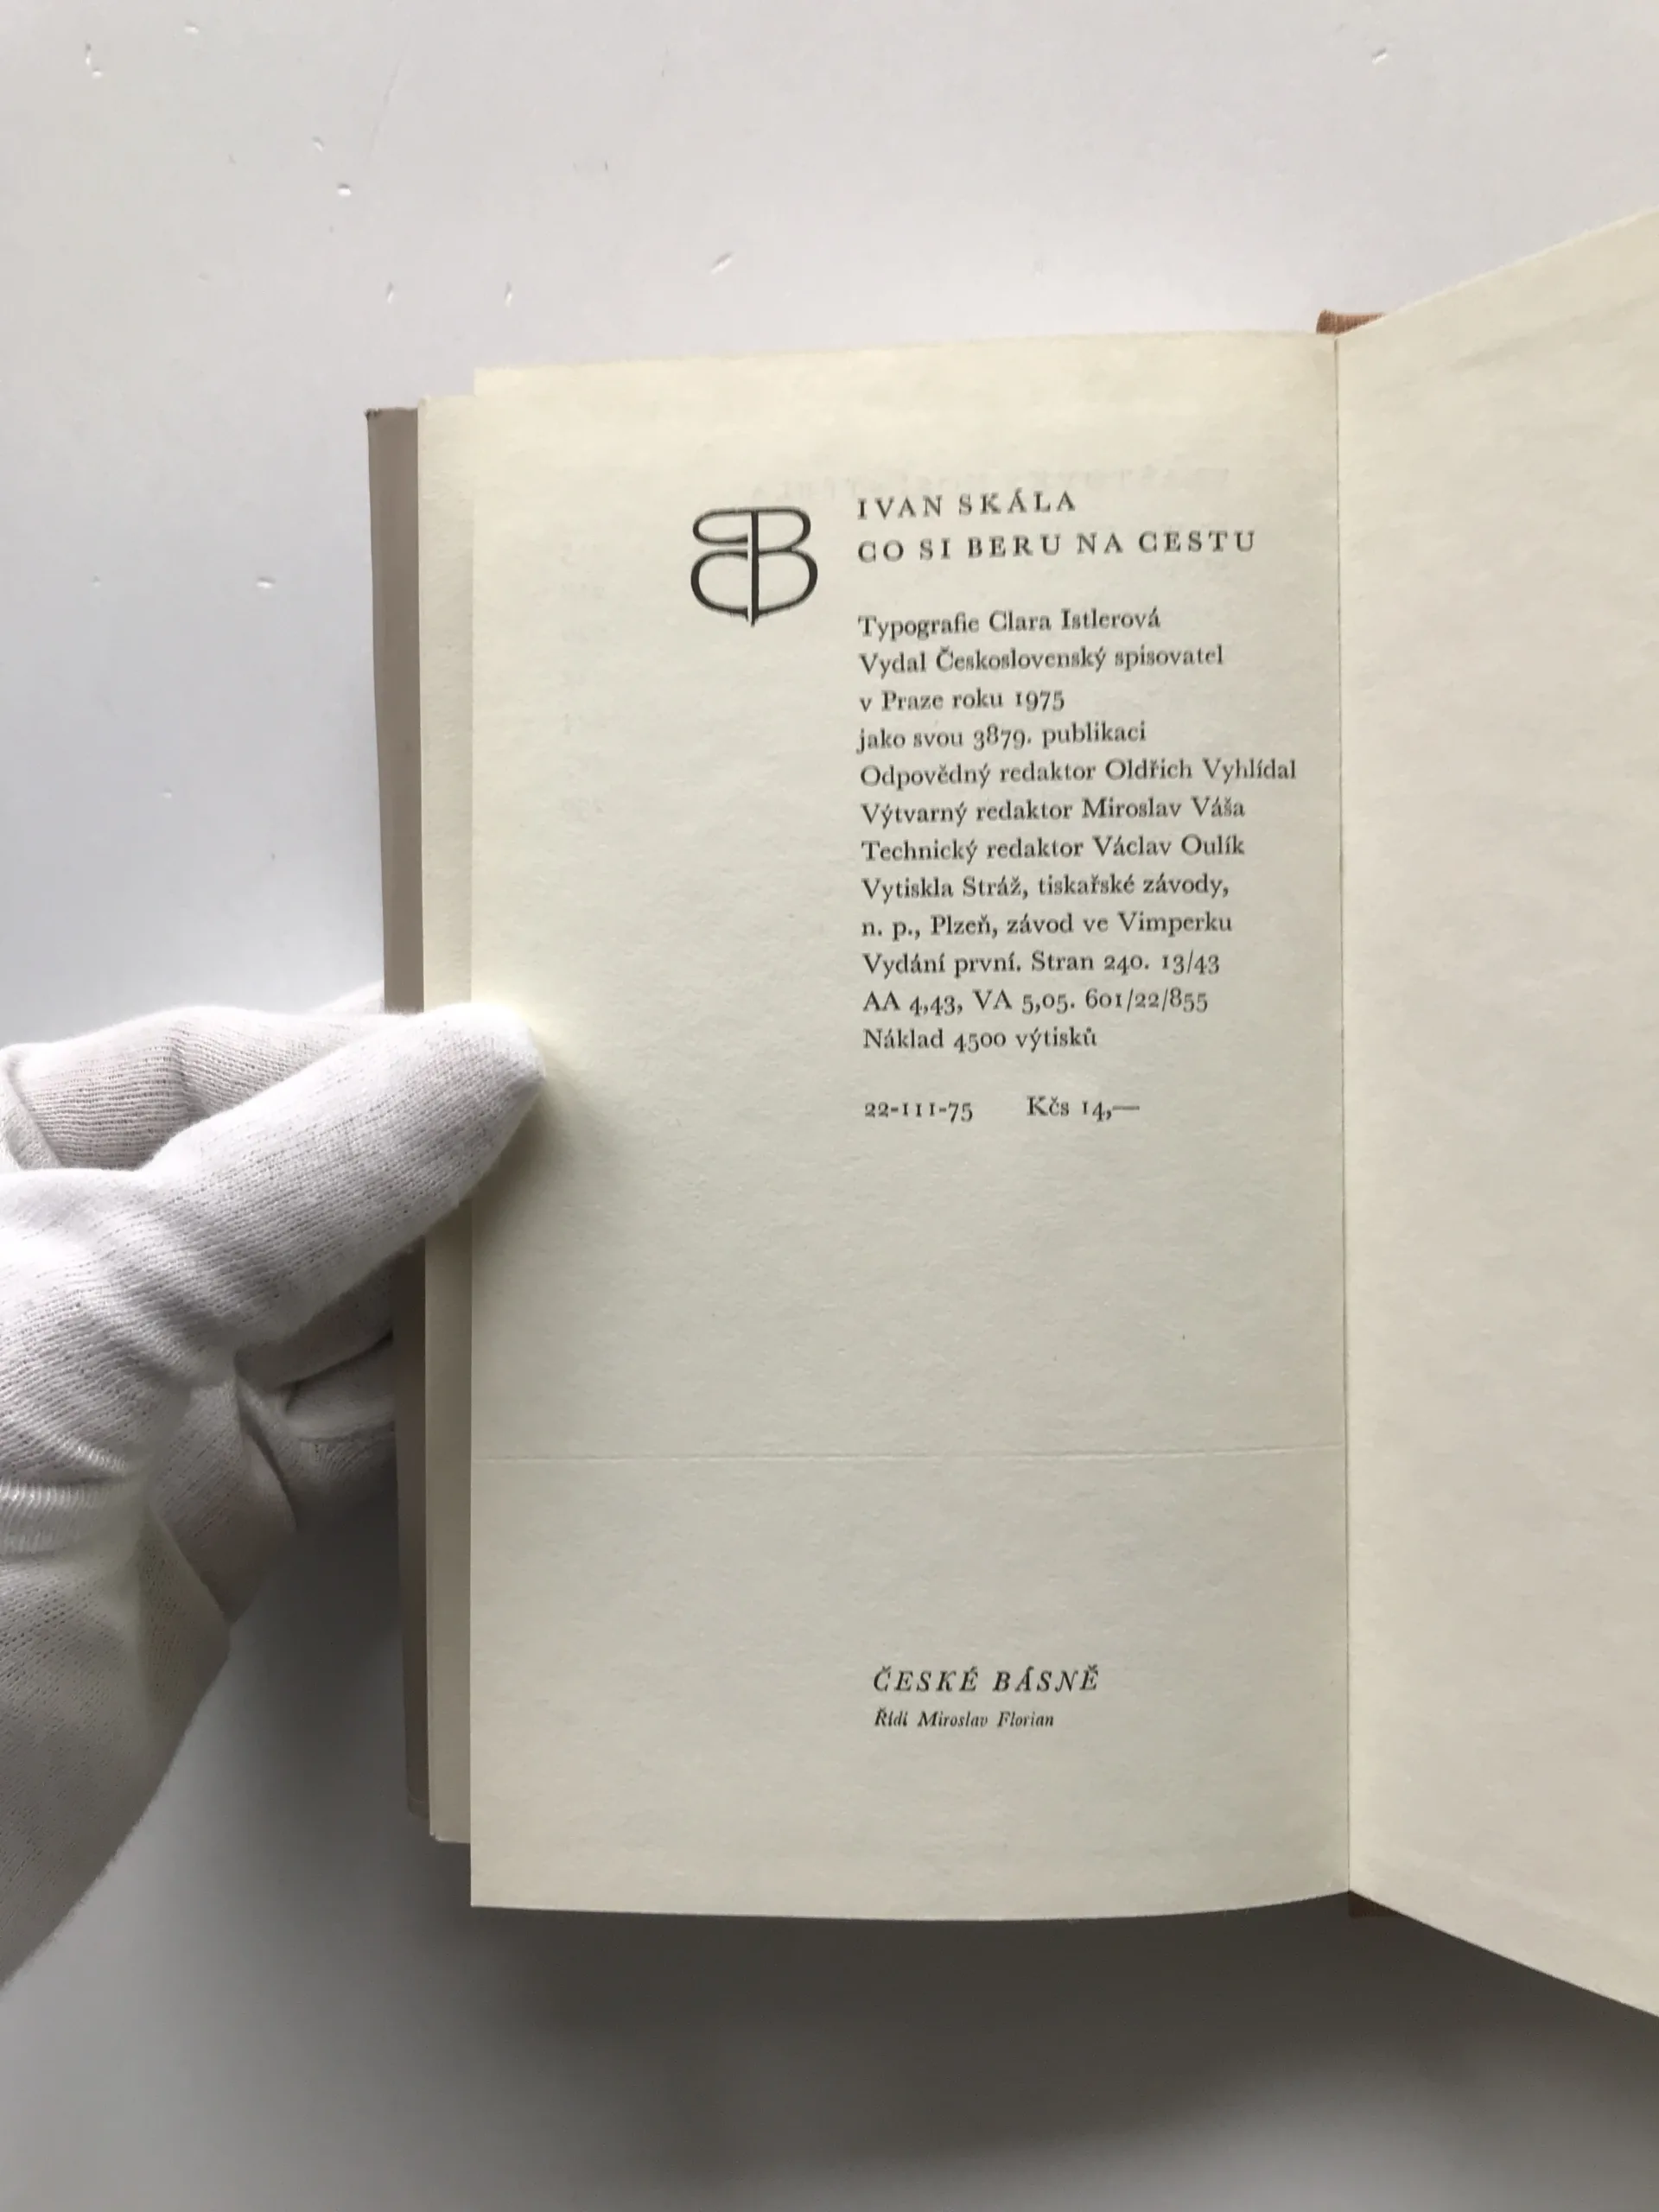 IVAN SKÁLA
CO SI BERU NA CESTU
Typografie Clara Istlerová
Vydal Československý spisovatel
v Praze roku 1975
jako svou 3879. publikaci
Odpovědný redaktor Oldřich Vyhlídal
Výtvarný redaktor Miroslav Váša
Technický redaktor Václav Oulík
Vytiskla Stráž, tiskařské závody,
n. p., Plzeň, závod ve Vimperku
Vydání první. Stran 240. 13/43
AA 4,43, VA 5,05. 601/22/855
Náklad 4500 výtisků
22-111-75 Kčs 14,—
ČESKÉ BÁSNĚ
Řídí Miroslav Florian